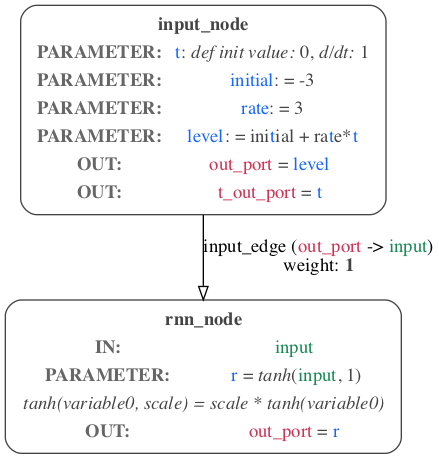 input_node
PARAMETER: t: def init value: 0, d/dt: 1
PARAMETER: initial: = -3
PARAMETER: rate: = 3
PARAMETER: level: = initial + rate*t
OUT: out_port = level
OUT: t_out_port = t
input_edge (out_port -> input)
weight: 1
rnn_node
IN: input
PARAMETER: r = tanh(input, 1)
tanh(variable0, scale) = scale * tanh(variable0)
OUT: out_port = r